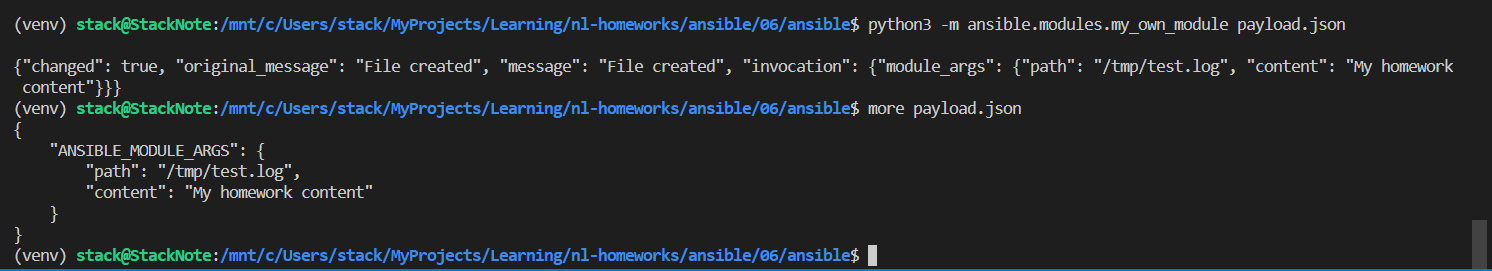 (venv) stack@StackNote:/mnt/c/Users/stack/MyProjects/Learning/nl-homeworks/ansible/06/ansible$ python3 -m ansible.modules.my_own_module payload.json
{"changed": true, "original_message": "File created", "message": "File created", "invocation": {"module_args": {"path": "/tmp/test.log", "content": "My homework
 content"}}}
(venv) stack@StackNote:/mnt/c/Users/stack/MyProjects/Learning/nl-homeworks/ansible/06/ansible$ more payload.json
{
    "ANSIBLE_MODULE_ARGS": {
        "path": "/tmp/test.log",
        "content": "My homework content"
    }
}
(venv) stack@StackNote:/mnt/c/Users/stack/MyProjects/Learning/nl-homeworks/ansible/06/ansible$